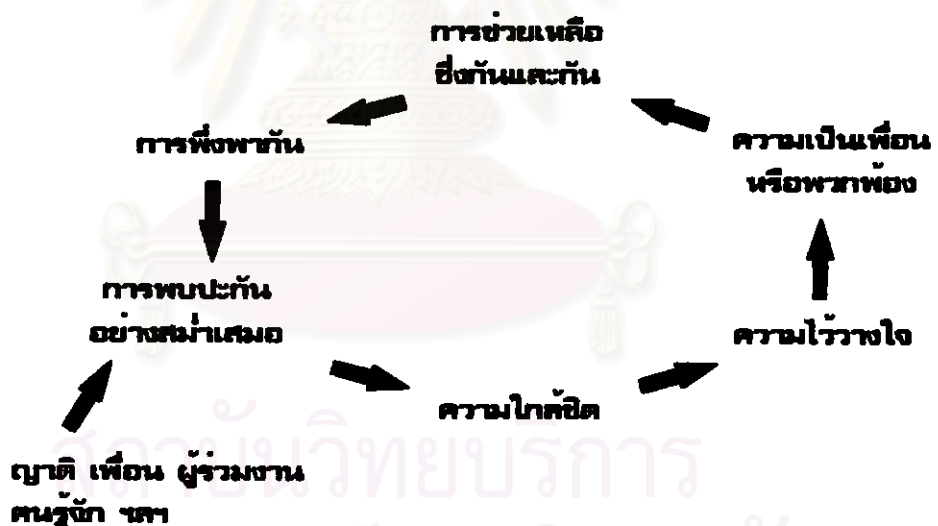 การช่วยเหลือ
ซึ่งกันและกัน
การพึ่งพากัน
ความเป็นเพื่อน
หรือพวกพ้อง
การพบปะกัน
อย่างสม่ำเสมอ
ความไว้วางใจ
ความใกล้ชิด
ญาติ เพื่อน ผู้ร่วมงาน
คนรู้จัก ฯลฯ
สถาบันวิทยบริการ